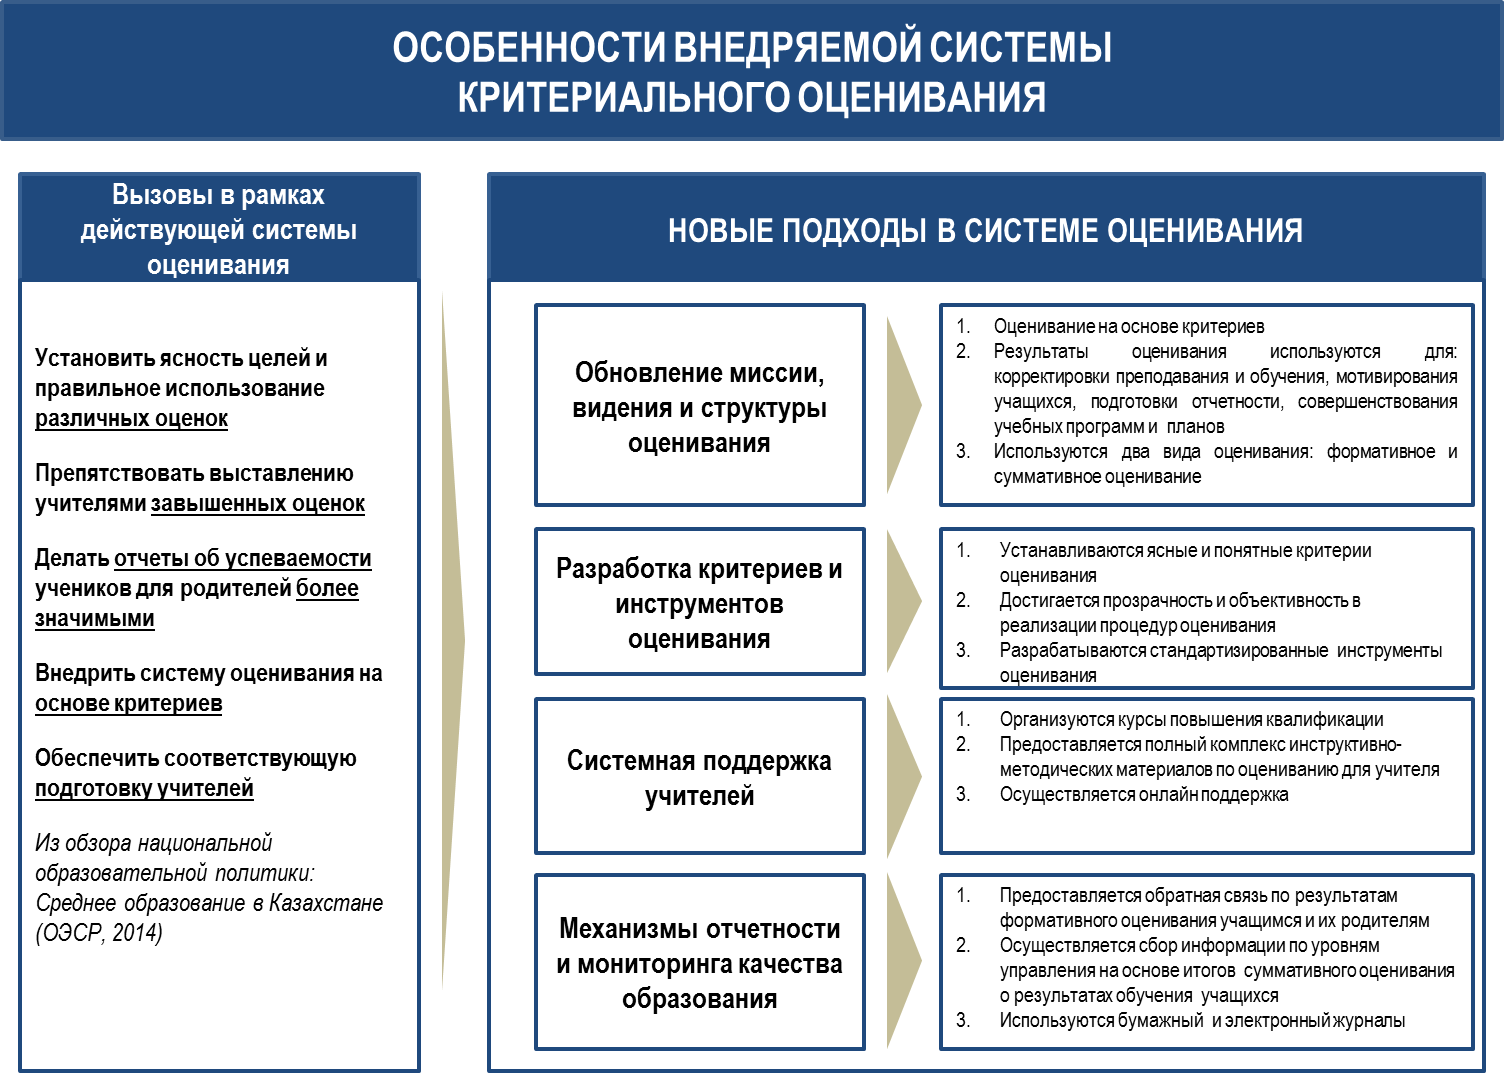 ОСОБЕННОСТИ ВНЕДРЯЕМОЙ СИСТЕМЫ
КРИТЕРИАЛЬНОГО ОЦЕНИВАНИЯ
Вызовы в рамках
действующей системы
оценивания
Установить ясность целей и
правильное использование
различных оценок
Препятствовать выставлению
учителями завышенных оценок
Делать отчеты об успеваемости
учеников для родителей более
значимыми
Внедрить систему оценивания на
основе критериев
Обеспечить соответствующую
подготовку учителей
Из обзора национальной
образовательной политики:
Среднее образование в Казахстане
(ОЭСР, 2014)
НОВЫЕ ПОДХОДЫ В СИСТЕМЕ ОЦЕНИВАНИЯ
Обновление миссии,
видения и структуры
оценивания
1. Оценивание на основе критериев
2. Результаты оценивания используются для:
корректировки преподавания и обучения, мотивирования
учащихся, подготовки отчетности, совершенствования
учебных программ и планов
3. Используются два вида оценивания: формативное и
суммативное оценивание
Разработка критериев и
инструментов
оценивания
1. Устанавливаются ясные и понятные критерии
оценивания
2. Достигается прозрачность и объективность в
реализации процедур оценивания
3. Разрабатываются стандартизированные инструменты
оценивания
Системная поддержка
учителей
1. Организуются курсы повышения квалификации
2. Предоставляется полный комплекс инструктивно-
методических материалов по оцениванию для учителя
3. Осуществляется онлайн поддержка
Механизмы отчетности
и мониторинга качества
образования
1. Предоставляется обратная связь по результатам
формативного оценивания учащимся и их родителям
2. Осуществляется сбор информации по уровням
управления на основе итогов суммативного оценивания
о результатах обучения учащихся
3. Используются бумажный и электронный журналы